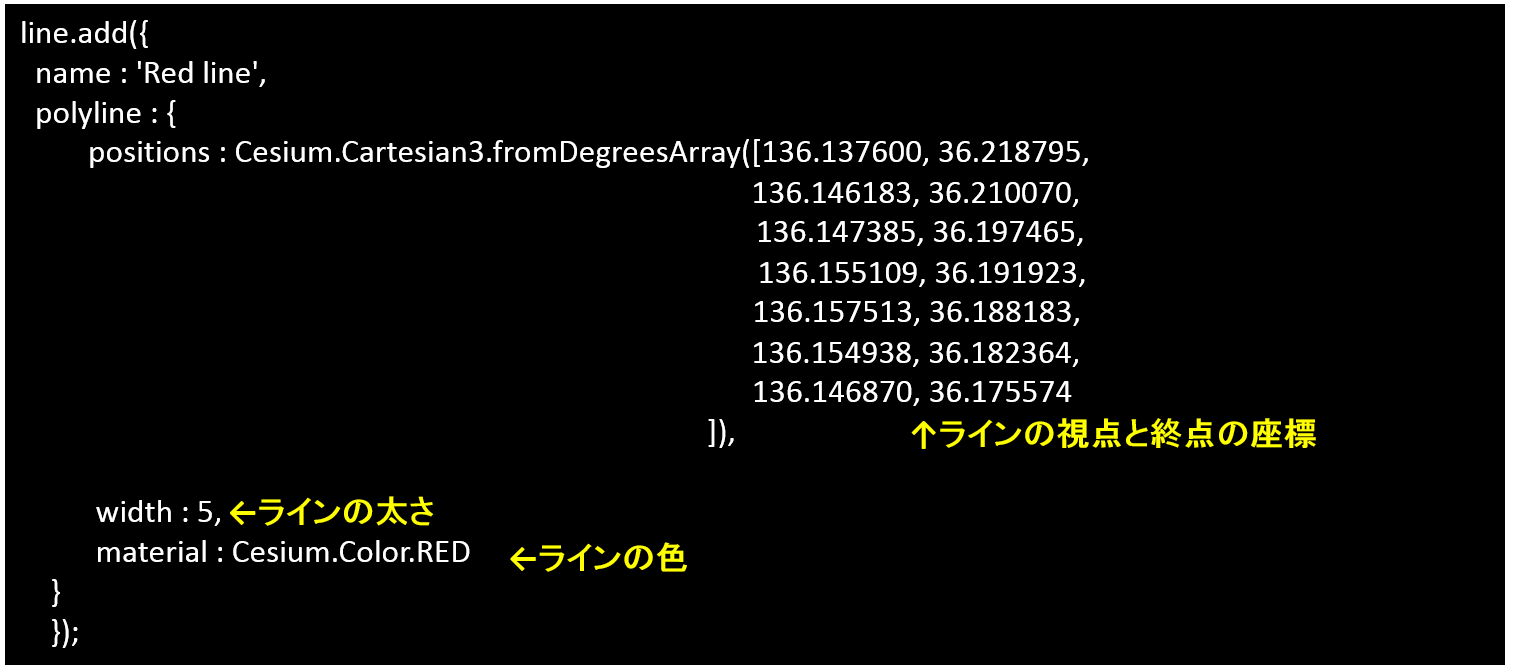 line.add({
name : 'Red line',
polyline : {
positions : Cesium.Cartesian3.fromDegreesArray([136.137600, 36.218795,
136.146183, 36.210070,
136.147385, 36.197465,
136.155109, 36.191923,
136.157513, 36.188183,
136.154938, 36.182364,
136.146870, 36.175574
]), ↑ラインの視点と終点の座標
width : 5, ←ラインの太さ
material : Cesium.Color.RED ←ラインの色
}
});